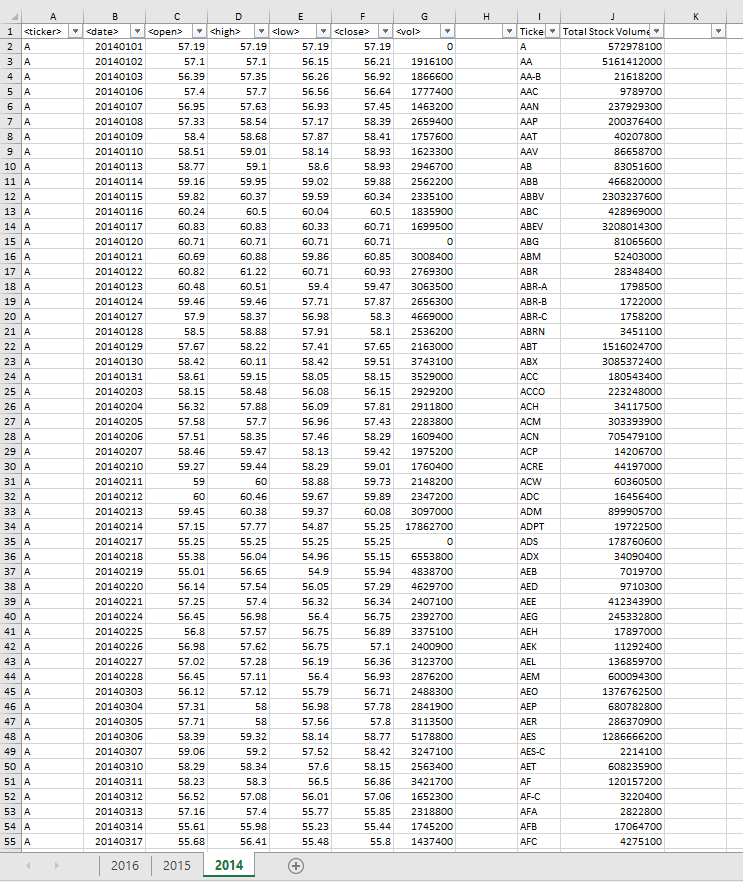 A B C D E F G H I J K
1 <ticker> <date> <open> <high> <low> <close> <vol> Ticke Total Stock Volume
2 A 20140101 57.19 57.19 57.19 57.19 0 A 572978100
3 A 20140102 57.1 57.1 56.15 56.21 1916100 AA 5161412000
4 A 20140103 56.39 57.35 56.26 56.92 1866600 AA-B 21618200
5 A 20140106 57.4 57.7 56.56 56.64 1777400 AAC 9789700
6 A 20140107 56.95 57.63 56.93 57.45 1463200 AAN 237929300
7 A 20140108 57.33 58.54 57.17 58.39 2659400 AAP 200376400
8 A 20140109 58.4 58.68 57.87 58.41 1757600 AAT 40207800
9 A 20140110 58.51 59.01 58.14 58.93 1623300 AAV 86658700
10 A 20140113 58.77 59.1 58.6 58.93 2946700 AB 83051600
11 A 20140114 59.16 59.95 59.02 59.88 2562200 ABB 466820000
12 A 20140115 59.82 60.37 59.59 60.34 2335100 ABBV 2303237600
13 A 20140116 60.24 60.5 60.04 60.5 1835900 ABC 428969000
14 A 20140117 60.83 60.83 60.33 60.71 1699500 ABEV 3208014300
15 A 20140120 60.71 60.71 60.71 60.71 0 ABG 81065600
16 A 20140121 60.69 60.88 59.86 60.85 3008400 ABM 52403000
17 A 20140122 60.82 61.22 60.71 60.93 2769300 ABR 28348400
18 A 20140123 60.48 60.51 59.4 59.47 3063500 ABR-A 1798500
19 A 20140124 59.46 59.46 57.71 57.87 2656300 ABR-B 1722000
20 A 20140127 57.9 58.37 56.98 58.3 4669000 ABR-C 1758200
21 A 20140128 58.5 58.88 57.91 58.1 2536200 ABRN 3451100
22 A 20140129 57.67 58.22 57.41 57.65 2163000 ABT 1516024700
23 A 20140130 58.42 60.11 58.42 59.51 3743100 ABX 3085372400
24 A 20140131 58.61 59.15 58.05 58.15 3529000 ACC 180543400
25 A 20140203 58.15 58.48 56.08 56.15 2929200 ACCO 223248000
26 A 20140204 56.32 57.88 56.09 57.81 2911800 ACH 34117500
27 A 20140205 57.58 57.7 56.96 57.43 2283800 ACM 303393900
28 A 20140206 57.51 58.35 57.46 58.29 1609400 ACN 705479100
29 A 20140207 58.46 59.47 58.13 59.42 1975200 ACP 14206700
30 A 20140210 59.27 59.44 58.29 59.01 1760400 ACRE 44197000
31 A 20140211 59 60 58.88 59.73 2148200 ACW 60360500
32 A 20140212 60 60.46 59.67 59.89 2347200 ADC 16456400
33 A 20140213 59.45 60.38 59.37 60.08 3097000 ADM 899905700
34 A 20140214 57.15 57.77 54.87 55.25 17862700 ADPT 19722500
35 A 20140217 55.25 55.25 55.25 55.25 0 ADS 178760600
36 A 20140218 55.38 56.04 54.96 55.15 6553800 ADX 34090400
37 A 20140219 55.01 56.65 54.9 55.94 4838700 AEB 7019700
38 A 20140220 56.14 57.54 56.05 57.29 4629700 AED 9710300
39 A 20140221 57.25 57.4 56.32 56.34 2407100 AEE 412343900
40 A 20140224 56.45 56.98 56.4 56.75 2392700 AEG 245332800
41 A 20140225 56.8 57.57 56.75 56.89 3375100 AEH 17897000
42 A 20140226 56.98 57.62 56.75 57.1 2400900 AEK 11292400
43 A 20140227 57.02 57.28 56.19 56.36 3123700 AEL 136859700
44 A 20140228 56.45 57.11 56.4 56.93 2876200 AEM 600094300
45 A 20140303 56.12 57.12 55.79 56.71 2488300 AEO 1376762500
46 A 20140304 57.31 58 56.98 57.78 2841900 AEP 680782800
47 A 20140305 57.71 58 57.56 57.8 3113500 AER 286370900
48 A 20140306 58.39 59.32 58.14 58.77 5178800 AES 1286666200
49 A 20140307 59.06 59.2 57.52 58.42 3247100 AES-C 2214100
50 A 20140310 58.29 58.34 57.6 58.15 2563400 AET 608235900
51 A 20140311 58.23 58.3 56.5 56.86 3421700 AF 120157200
52 A 20140312 56.52 57.08 56.01 57.06 1652300 AF-C 3220400
53 A 20140313 57.16 57.4 55.77 55.85 2318800 AFA 2822800
54 A 20140314 55.61 55.98 55.23 55.44 1745200 AFB 17064700
55 A 20140317 55.68 56.41 55.48 55.8 1437400 AFC 4275100
2016 2015 2014